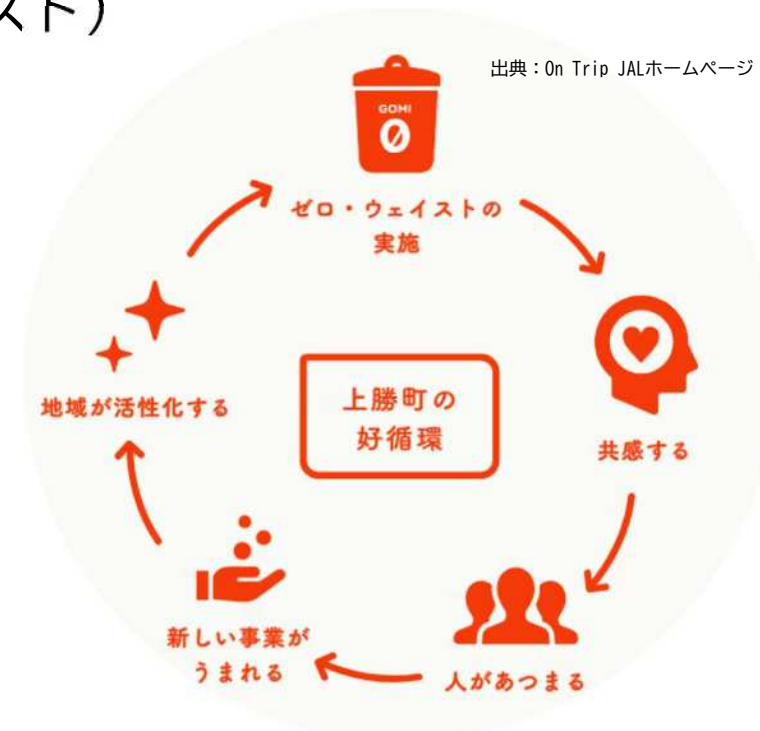 スト）
出典：On Trip JALホームページ
GOMI
0
ゼロ・ウェイストの
実施
共感する
人があつまる
新しい事業が
うまれる
地域が活性化する
上勝町の
好循環